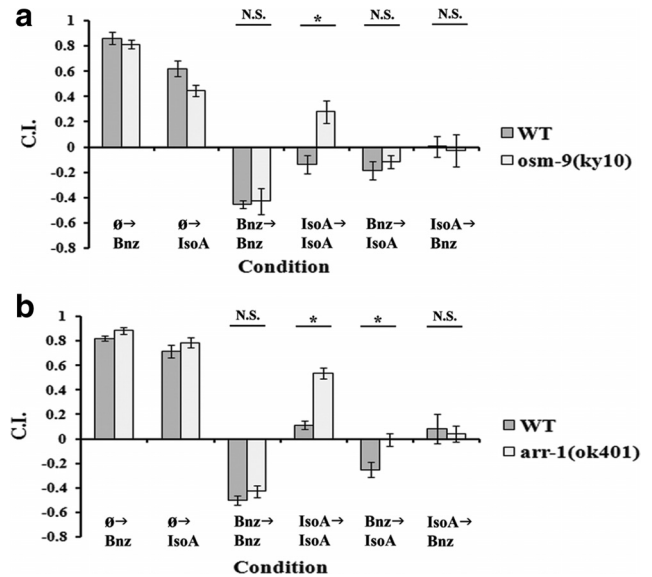 a
N.S. * N.S. N.S.
1
0.8
0.6
0.4
0.2
0
-0.2
-0.4
-0.6
-0.8
C.I.
WT
osm-9(ky10)
ø→ ø→ Bnz→ IsoA→ Bnz→ IsoA→
Bnz IsoA Bnz IsoA IsoA Bnz
Condition
b
N.S. * * N.S.
1
0.8
0.6
0.4
0.2
0
-0.2
-0.4
-0.6
-0.8
C.I.
WT
arr-1(ok401)
ø→ ø→ Bnz→ IsoA→ Bnz→ IsoA→
Bnz IsoA Bnz IsoA IsoA Bnz
Condition